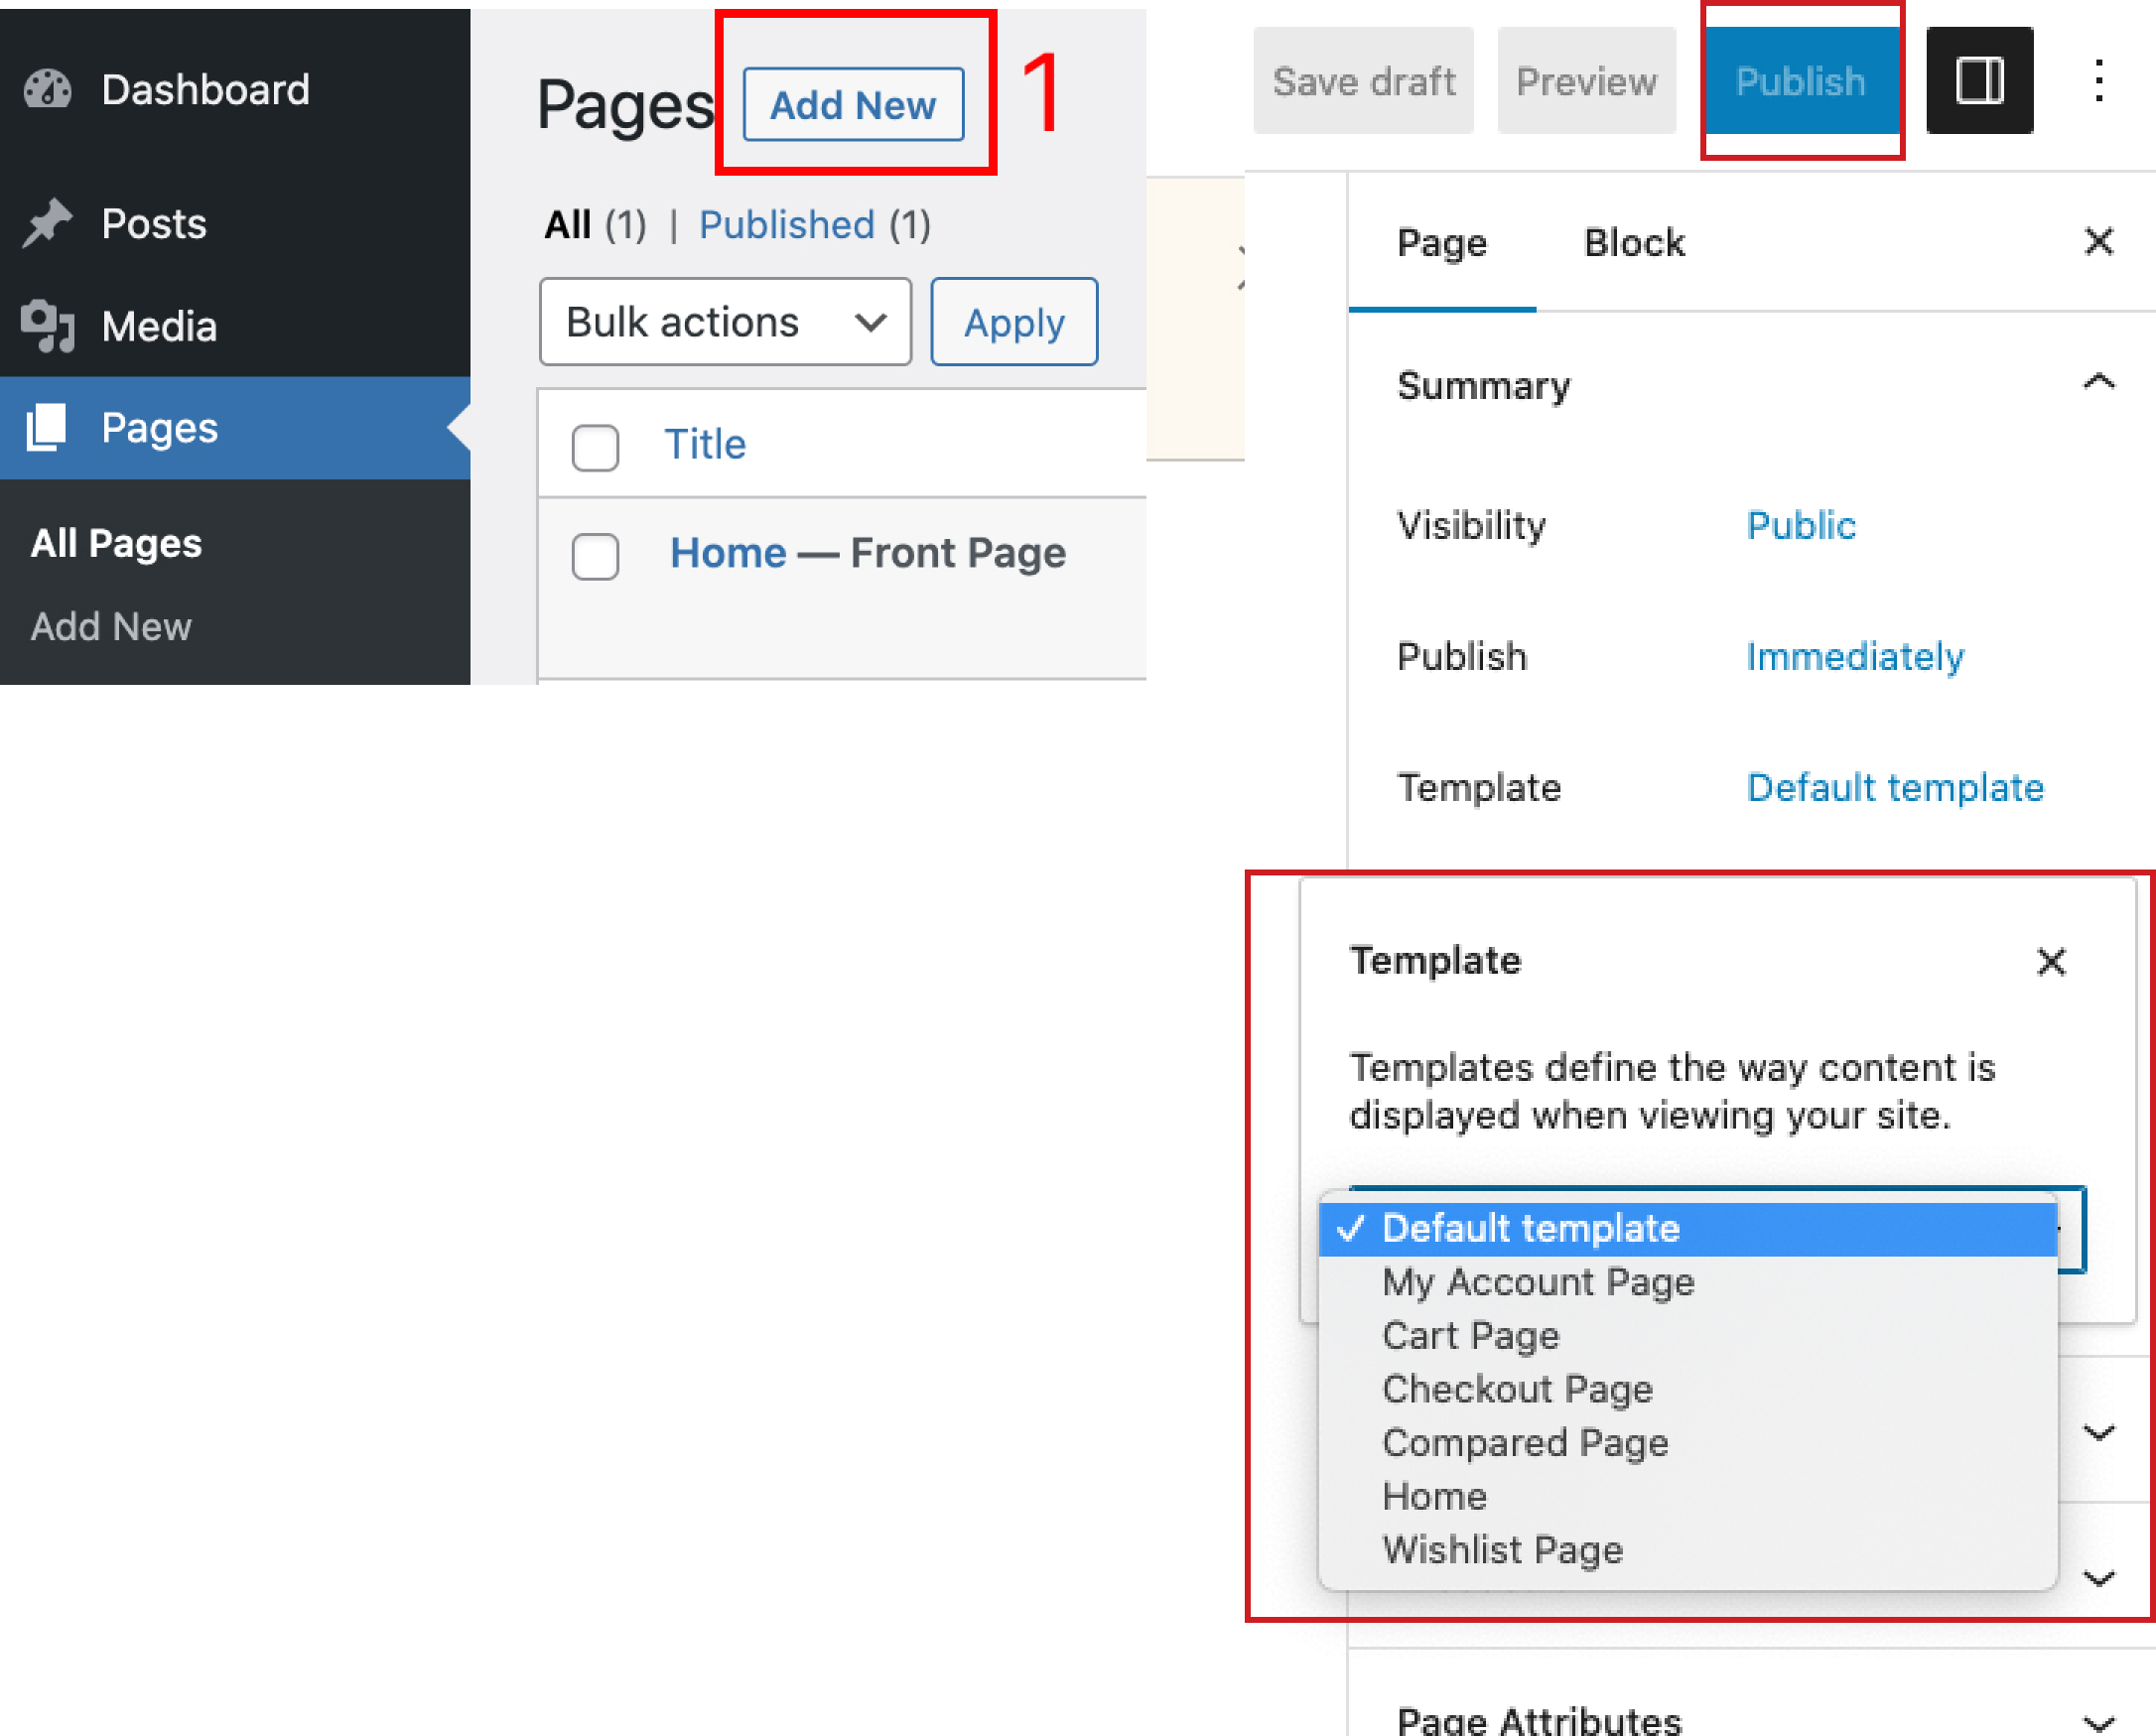 Dashboard
Posts
Media
Pages
All Pages
Add New
Pages Add New 1
All (1) | Published (1)
Bulk actions Apply
Title
Home — Front Page
Save draft Preview Publish
Page Block
Summary
Visibility Public
Publish Immediately
Template Default template
Template
Templates define the way content is
displayed when viewing your site.
✓ Default template
My Account Page
Cart Page
Checkout Page
Compared Page
Home
Wishlist Page
Page Attributes